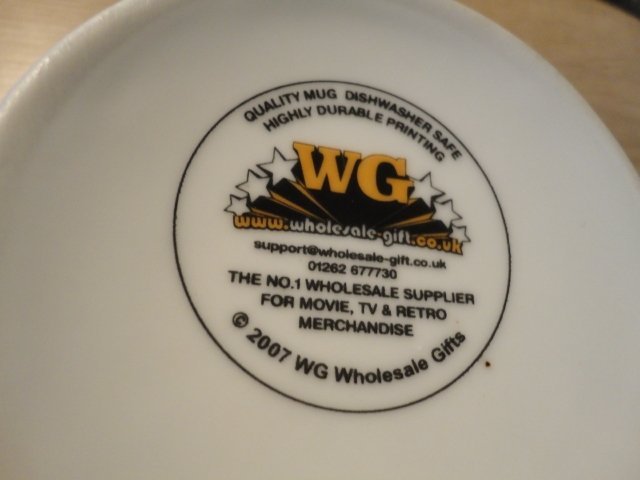 QUALITY MUG DISHWASHER SAFE
HIGHLY DURABLE PRINTING
WG
www.wholesale-gift.co.uk
support@wholesale-gift.co.uk
01262 677730
THE NO.1 WHOLESALE SUPPLIER
FOR MOVIE, TV & RETRO
MERCHANDISE
© 2007 WG Wholesale Gifts